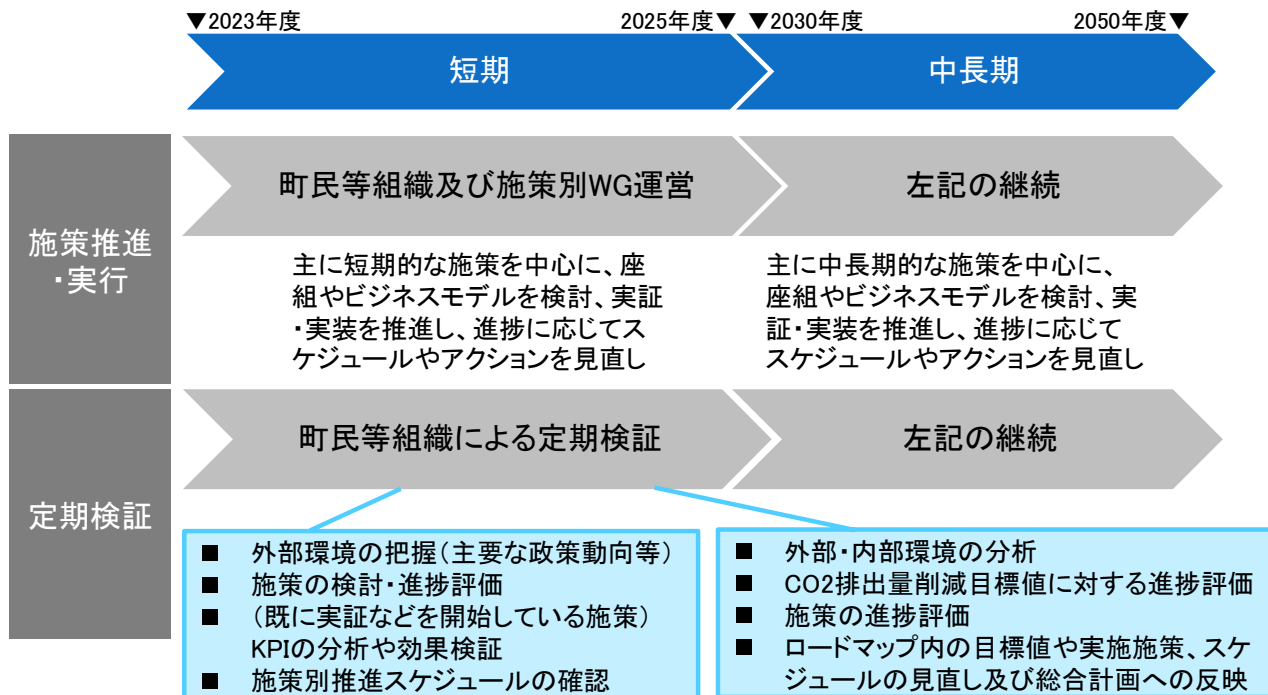 ▼2023年度
2025年度▼
▼2030年度
2050年度▼
短期
中長期
施策推進
・実行
町民等組織及び施策別WG運営
左記の継続
主に短期的な施策を中心に、座
組やビジネスモデルを検討、実証
・実装を推進し、進捗に応じてス
ケジュールやアクションを見直し
主に中長期的な施策を中心に、
座組やビジネスモデルを検討、実
証・実装を推進し、進捗に応じて
スケジュールやアクションを見直し
定期検証
町民等組織による定期検証
左記の継続
■ 外部環境の把握(主要な政策動向等)
■ 施策の検討・進捗評価
■ (既に実証などを開始している施策)
KPIの分析や効果検証
■ 施策別推進スケジュールの確認
■ 外部・内部環境の分析
■ CO2排出量削減目標値に対する進捗評価
■ 施策の進捗評価
■ ロードマップ内の目標値や実施施策、スケ
ジュールの見直し及び総合計画への反映